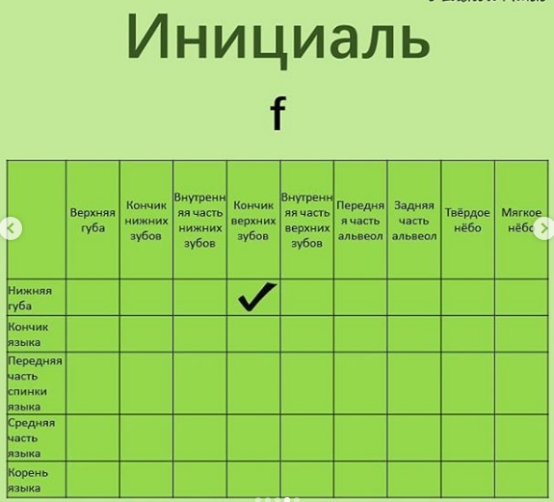 Инициаль
f
Верхняя губа
Кончик нижних зубов
Внутренняя часть нижних зубов
Кончик верхних зубов
Внутренняя часть верхних зубов
Передняя часть альвеол
Задняя часть альвеол
Твёрдое нёбо
Мягкое нёбо
Нижняя губа
Кончик языка
Передняя часть спинки языка
Средняя часть языка
Корень языка